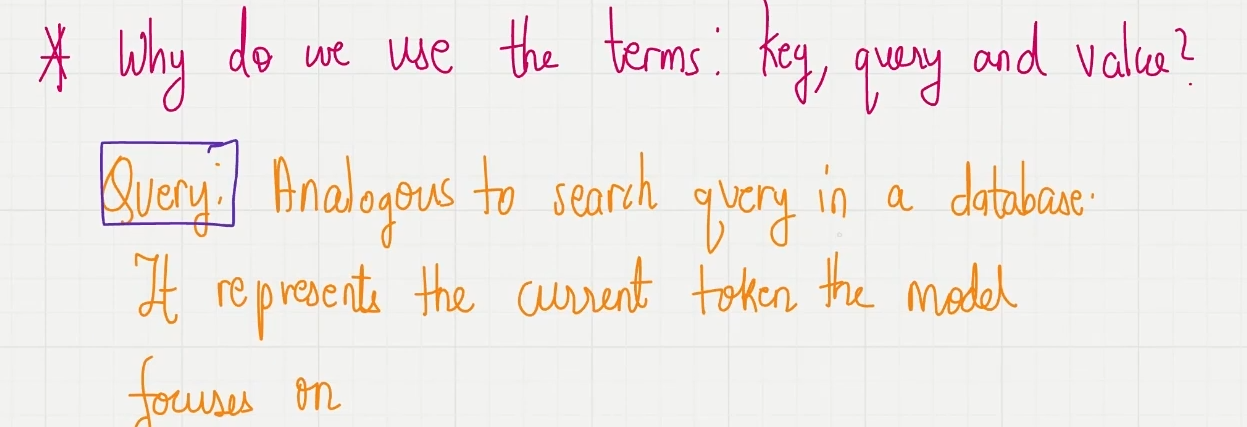 * Why do we use the terms: key, query and value?
Query: Analogous to search query in a database.
It represents the current token the model
focuses on